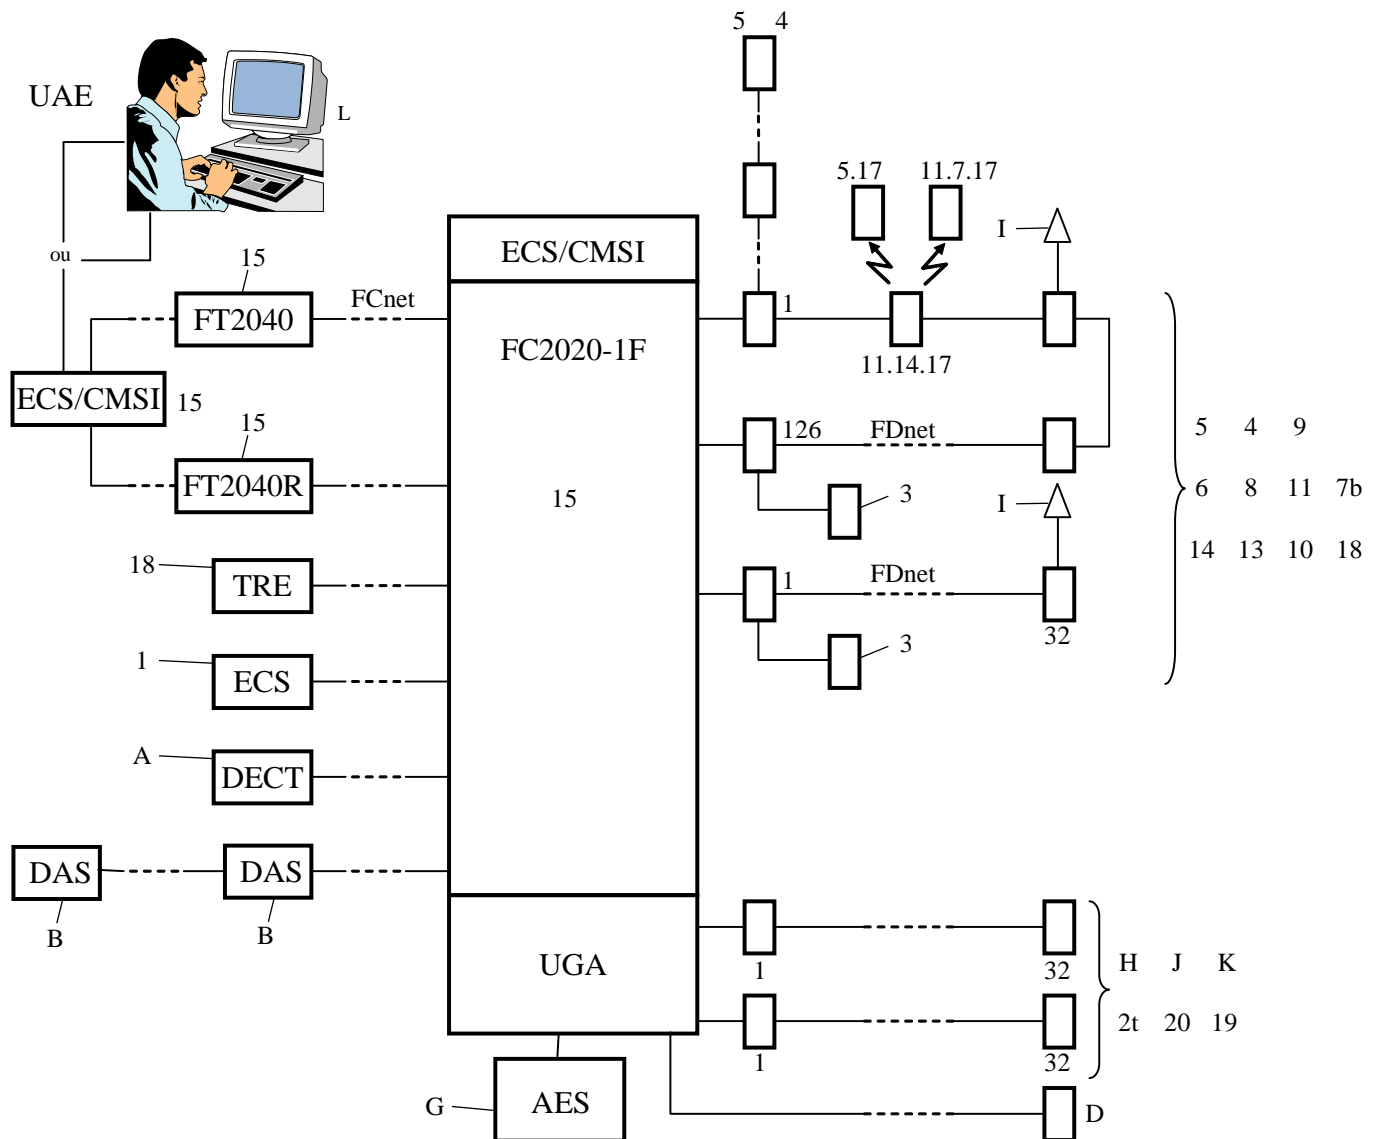 5 4
UAE
L
5.17 11.7.17
I
ou
ECS/CMSI
15
FCnet
FT2040
1
FC2020-1F
11.14.17
ECS/CMSI 15
15
126 FDnet
5 4 9
FT2040R
15
3
I
6 8 11 7b
18
TRE
1
FDnet
14 13 10 18
32
1
ECS
3
A
DECT
DAS
DAS
B
B
UGA
1
32
H J K
2t 20 19
1
32
G
AES
D